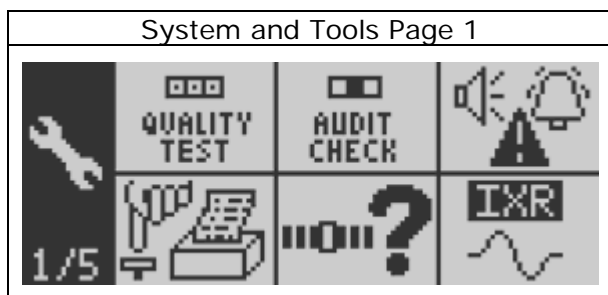 System and Tools Page 1
QUALITY
TEST
AUDIT
CHECK
?
IXR
1/5